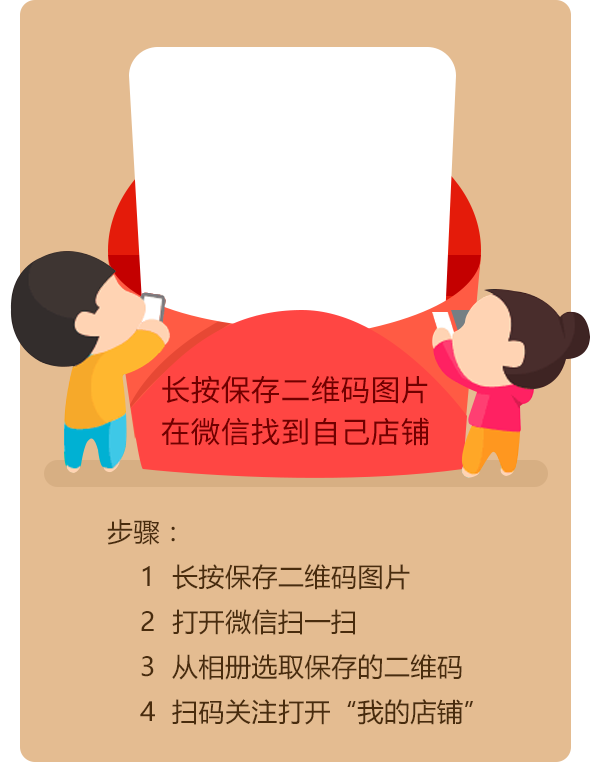 长按保存二维码图片
在微信找到自己店铺
步骤：
1 长按保存二维码图片
2 打开微信扫一扫
3 从相册选取保存的二维码
4 扫码关注打开“我的店铺”